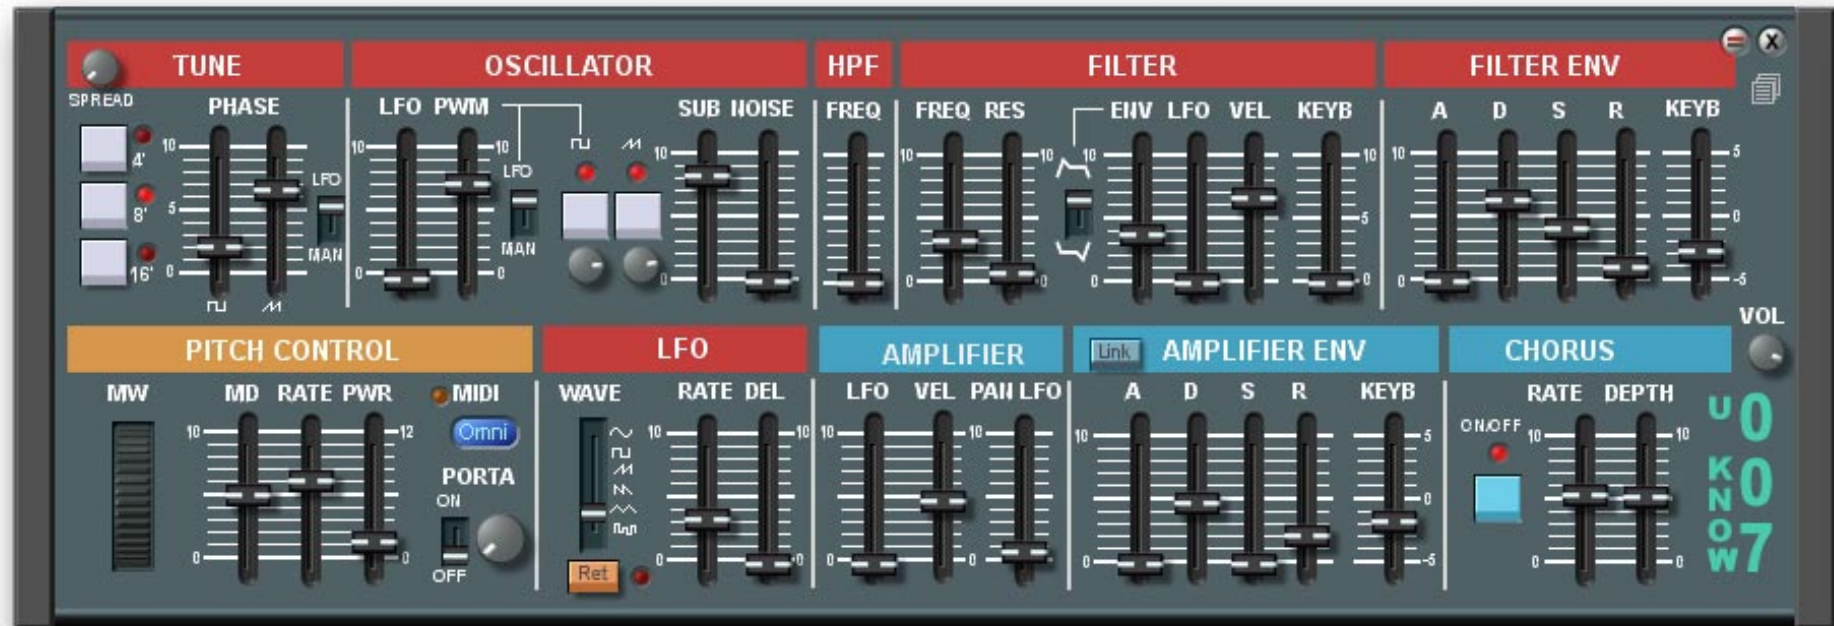 TUNE OSCILLATOR HPF FILTER FILTER ENV
X
SPREAD PHASE LFO PWM SUB NOISE FREQ FREQ RES ENV LFO VEL KEYB A D S R KEYB
4' 10 LFO 10 10 LFO 10 10 10 10 10 10 5
8' 5 5 0
16' 0 MAN 0 0 MAN 0 0 0 0 0 0 -5
VOL
PITCH CONTROL LFO AMPLIFIER Link AMPLIFIER ENV CHORUS
MW MD RATE PWR MIDI WAVE RATE DEL LFO VEL PAN LFO A D S R KEYB RATE DEPTH
10 12 Omni 10 10 10 10 10 5 ON/OFF 10 10
PORTA
ON 0
0 0 0 0 0 0 0 -5 0 0
OFF Ret
U 0
KN 0
OW 7